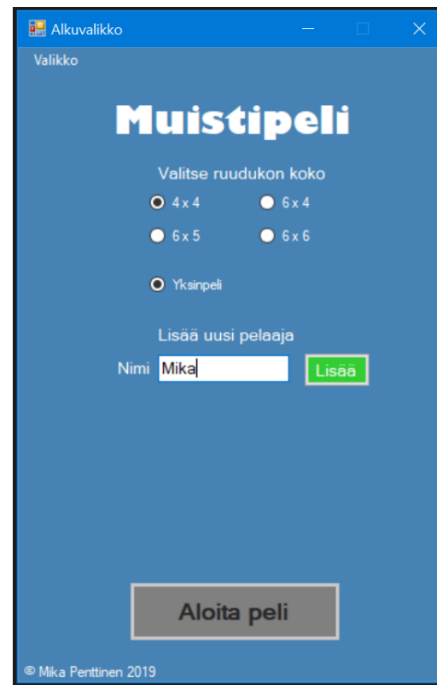 Alkuvalikko
Valikko
Muistipeli
Valitse ruudukon koko
4 x 4 6 x 4
6 x 5 6 x 6
Yksinpeli
Lisää uusi pelaaja
Nimi Mika Lisää
Aloita peli
© Mika Penttinen 2019